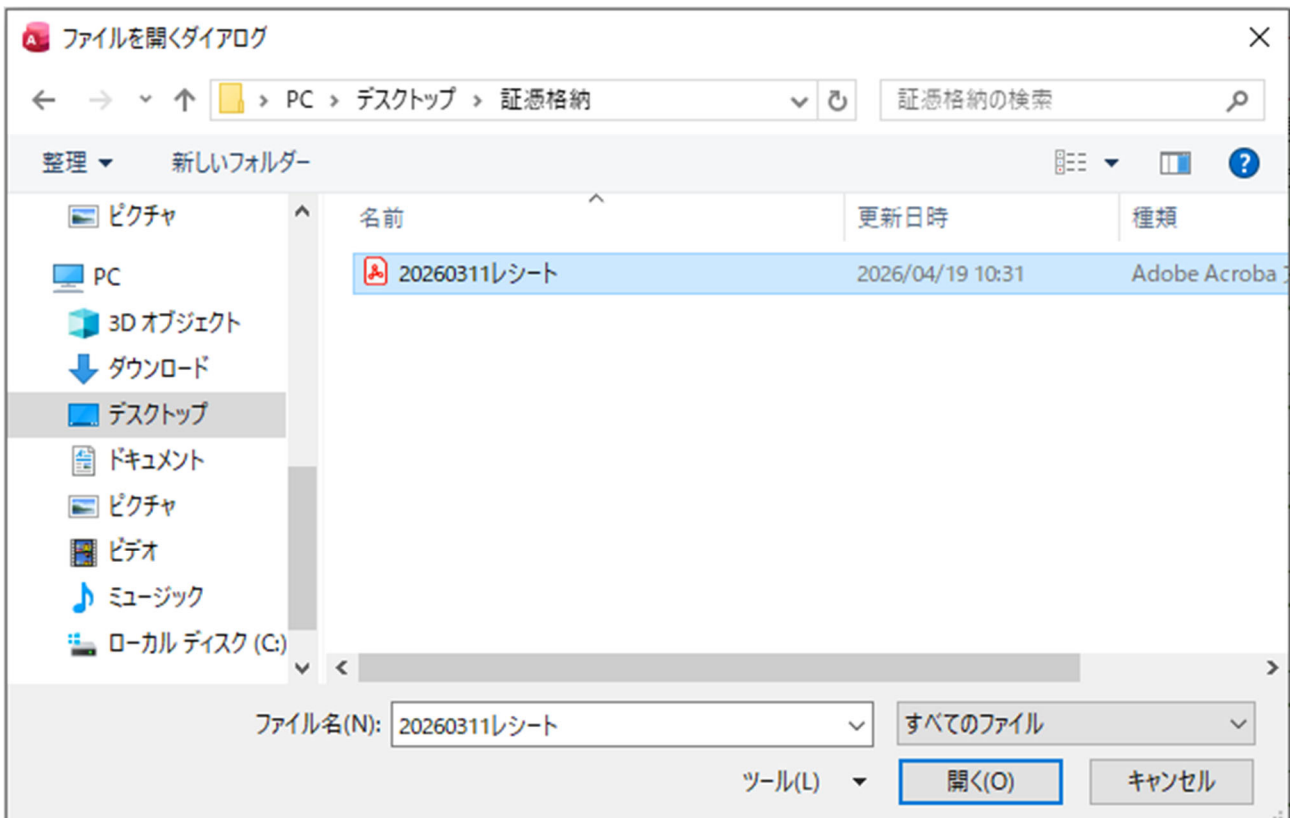 ファイルを開くダイアログ
PC › デスクトップ › 証憑格納
証憑格納の検索
整理
新しいフォルダー
ピクチャ
名前
更新日時
種類
20260311レシート
2026/04/19 10:31
Adobe Acroba
PC
3D オブジェクト
ダウンロード
デスクトップ
ドキュメント
ピクチャ
ビデオ
ミュージック
ローカル ディスク (C:)
ファイル名(N):
20260311レシート
すべてのファイル
ツール(L)
開く(O)
キャンセル